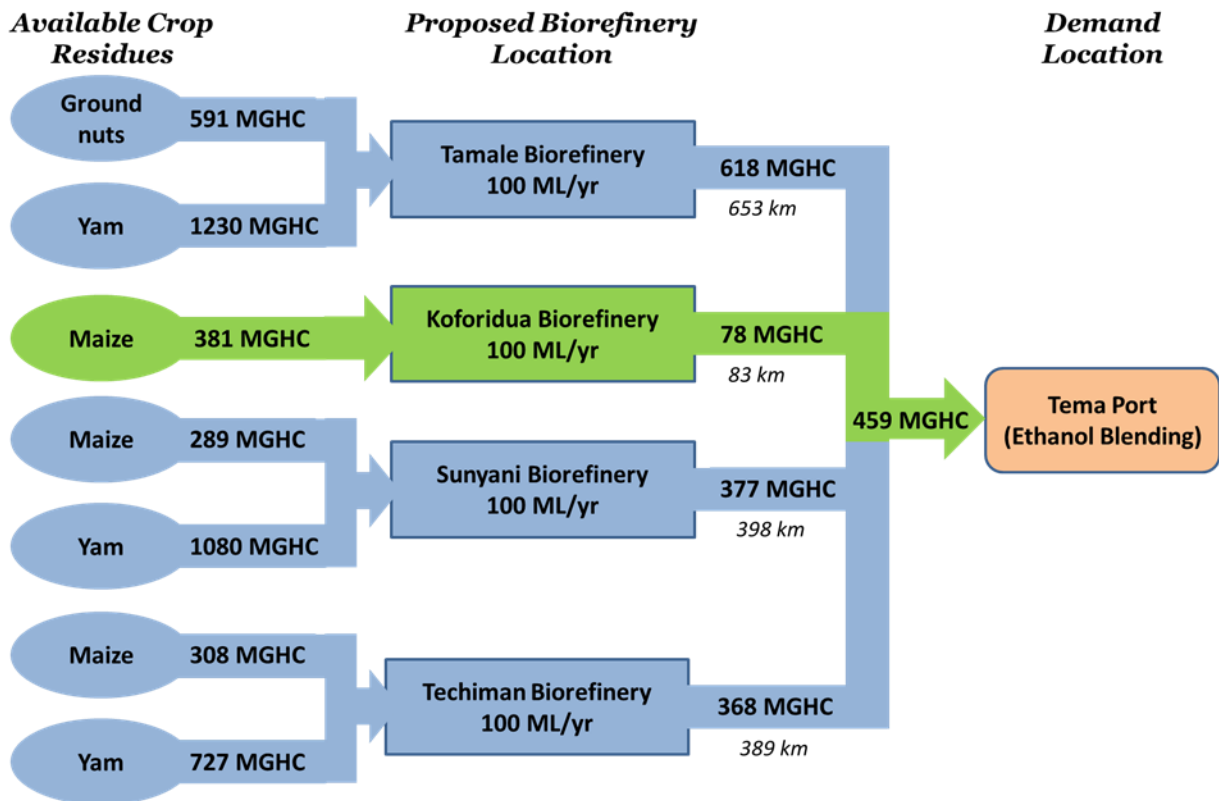 Available Crop
Residues
Proposed Biorefinery
Location
Demand
Location
Ground
nuts
591 MGHC
Yam
1230 MGHC
Tamale Biorefinery
100 ML/yr
618 MGHC
653 km
Maize
381 MGHC
Koforidua Biorefinery
100 ML/yr
78 MGHC
83 km
Maize
289 MGHC
Yam
1080 MGHC
Sunyani Biorefinery
100 ML/yr
377 MGHC
398 km
Maize
308 MGHC
Yam
727 MGHC
Techiman Biorefinery
100 ML/yr
368 MGHC
389 km
459 MGHC
Tema Port
(Ethanol Blending)